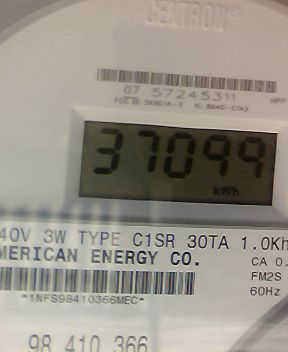 CENTRON®
07 57245311
37099
kWh
40V 3W TYPE C1SR 30TA 1.0Kh
MERICAN ENERGY CO.
CA 0.
FM2S
60Hz
*1NFS98410366MEC*
98 410 366